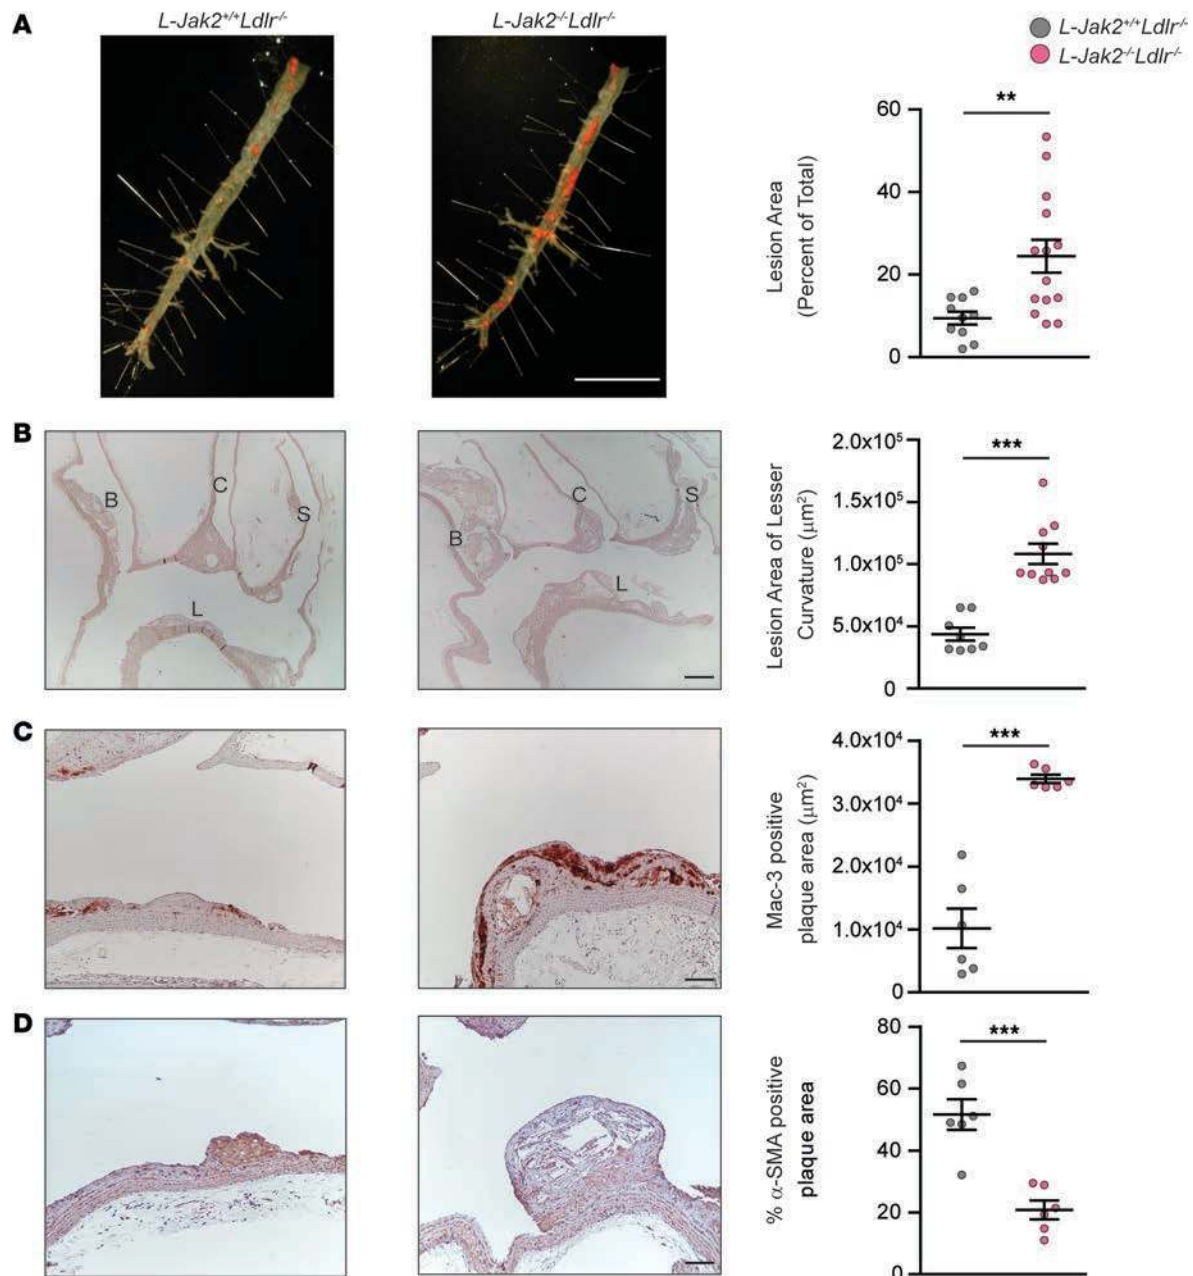 A
L-Jak2⁺/⁺Ldlr⁻/⁻
L-Jak2⁻/⁻Ldlr⁻/⁻
L-Jak2⁺/⁺Ldlr⁻/⁻
L-Jak2⁻/⁻Ldlr⁻/⁻
Lesion Area
(Percent of Total)
**
60
40
20
0
B
B
C
S
L
B
C
S
L
Lesion Area of Lesser
Curvature (μm²)
***
2.0x10⁵
1.5x10⁵
1.0x10⁵
5.0x10⁴
0
C
Mac-3 positive
plaque area (μm²)
***
4.0x10⁴
3.0x10⁴
2.0x10⁴
1.0x10⁴
0
D
% α-SMA positive
plaque area
***
80
60
40
20
0